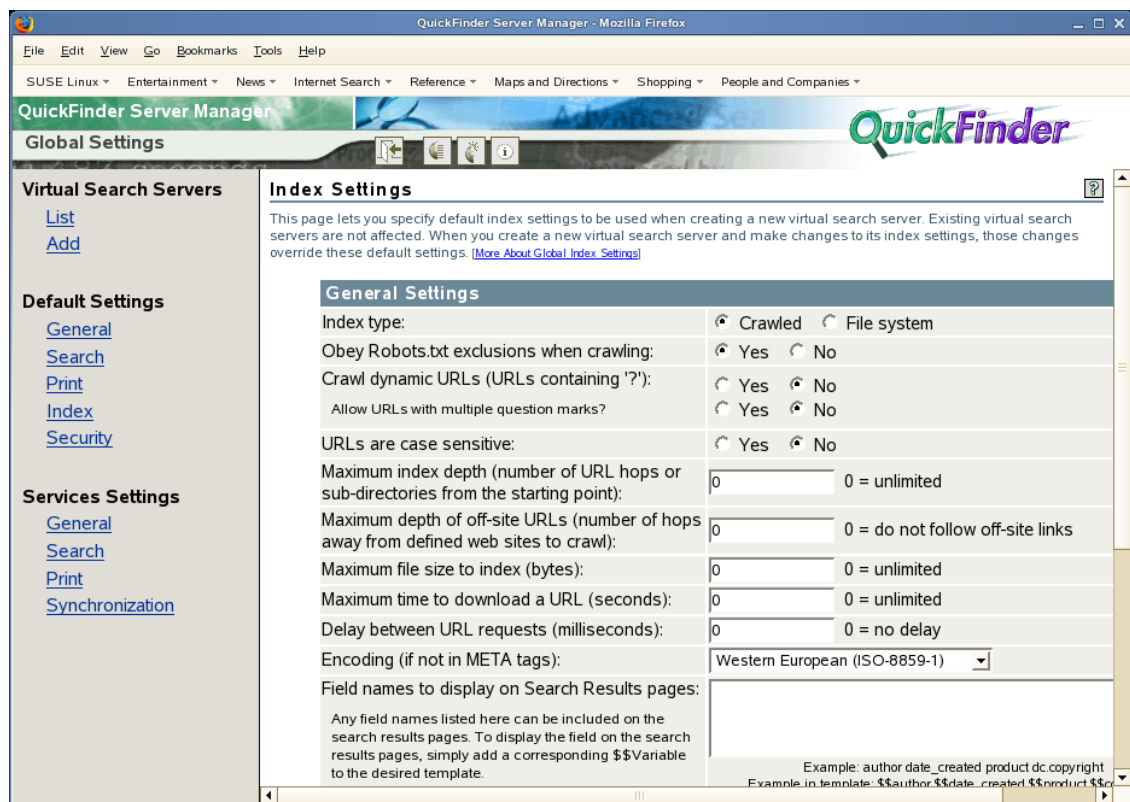 QuickFinder Server Manager - Mozilla Firefox
File Edit View Go Bookmarks Tools Help
SUSE Linux Entertainment News Internet Search Reference Maps and Directions Shopping People and Companies
QuickFinder Server Manager
Global Settings
QuickFinder
Virtual Search Servers
List
Add
Default Settings
General
Search
Print
Index
Security
Services Settings
General
Search
Print
Synchronization
Index Settings
?
This page lets you specify default index settings to be used when creating a new virtual search server. Existing virtual search
servers are not affected. When you create a new virtual search server and make changes to its index settings, those changes
override these default settings. [More About Global Index Settings]
General Settings
Index type: Crawled File system
Obey Robots.txt exclusions when crawling: Yes No
Crawl dynamic URLs (URLs containing '?'): Yes No
Allow URLs with multiple question marks? Yes No
URLs are case sensitive: Yes No
Maximum index depth (number of URL hops or
sub-directories from the starting point): 0 0 = unlimited
Maximum depth of off-site URLs (number of hops
away from defined web sites to crawl): 0 0 = do not follow off-site links
Maximum file size to index (bytes): 0 0 = unlimited
Maximum time to download a URL (seconds): 0 0 = unlimited
Delay between URL requests (milliseconds): 0 0 = no delay
Encoding (if not in META tags): Western European (ISO-8859-1)
Field names to display on Search Results pages:
Any field names listed here can be included on the
search results pages. To display the field on the search
results pages, simply add a corresponding $$Variable
to the desired template.
Example: author date_created product dc.copyright
Example in template: $$author $$date_created $$product